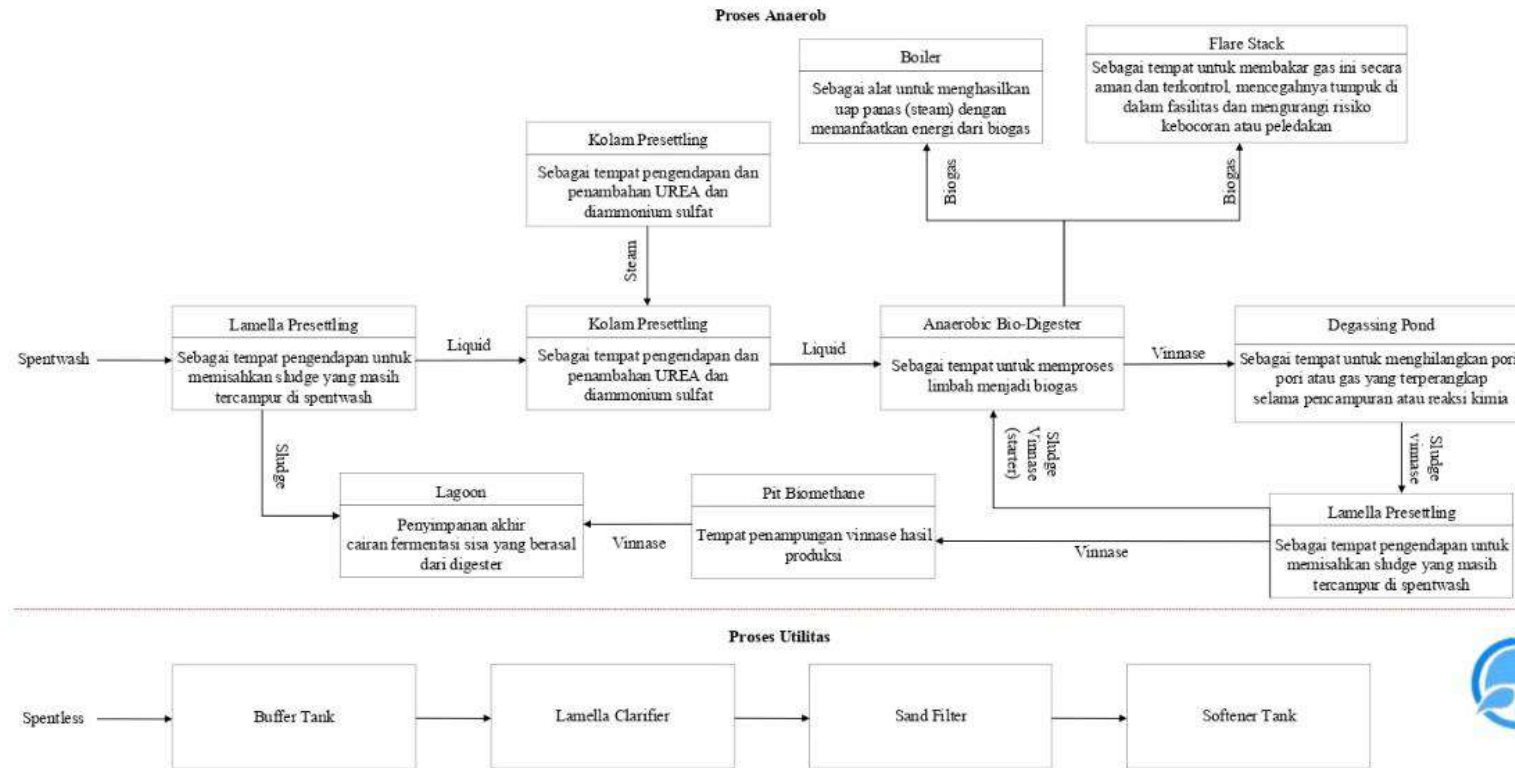 Proses Anaerob
Boiler
Sebagai alat untuk menghasilkan
uap panas (steam) dengan
memanfaatkan energi dari biogas
Flare Stack
Sebagai tempat untuk membakar gas ini secara
aman dan terkontrol, mencegahnya tumpuk di
dalam fasilitas dan mengurangi risiko
kebocoran atau peledakan
Kolam Presettling
Sebagai tempat pengendapan dan
penambahan UREA dan
diammonium sulfat
Biogas
Biogas
Steam
Spentwash
Lamella Presettling
Sebagai tempat pengendapan untuk
memisahkan sludge yang masih
tercampur di spentwash
Liquid
Kolam Presettling
Sebagai tempat pengendapan dan
penambahan UREA dan
diammonium sulfat
Liquid
Anaerobic Bio-Digester
Sebagai tempat untuk memproses
limbah menjadi biogas
Vinnase
Degassing Pond
Sebagai tempat untuk menghilangkan pori
pori atau gas yang terperangkap
selama pencampuran atau reaksi kimia
Sludge
Sludge
Vinnase
(starter)
Sludge
vinnase
Lagoon
Penyimpanan akhir
cairan fermentasi sisa yang berasal
dari digester
Vinnase
Pit Biomethane
Tempat penampungan vinnase hasil
produksi
Vinnase
Lamella Presettling
Sebagai tempat pengendapan untuk
memisahkan sludge yang masih
tercampur di spentwash
Proses Utilitas
Spentless
Buffer Tank
Lamella Clarifier
Sand Filter
Softener Tank